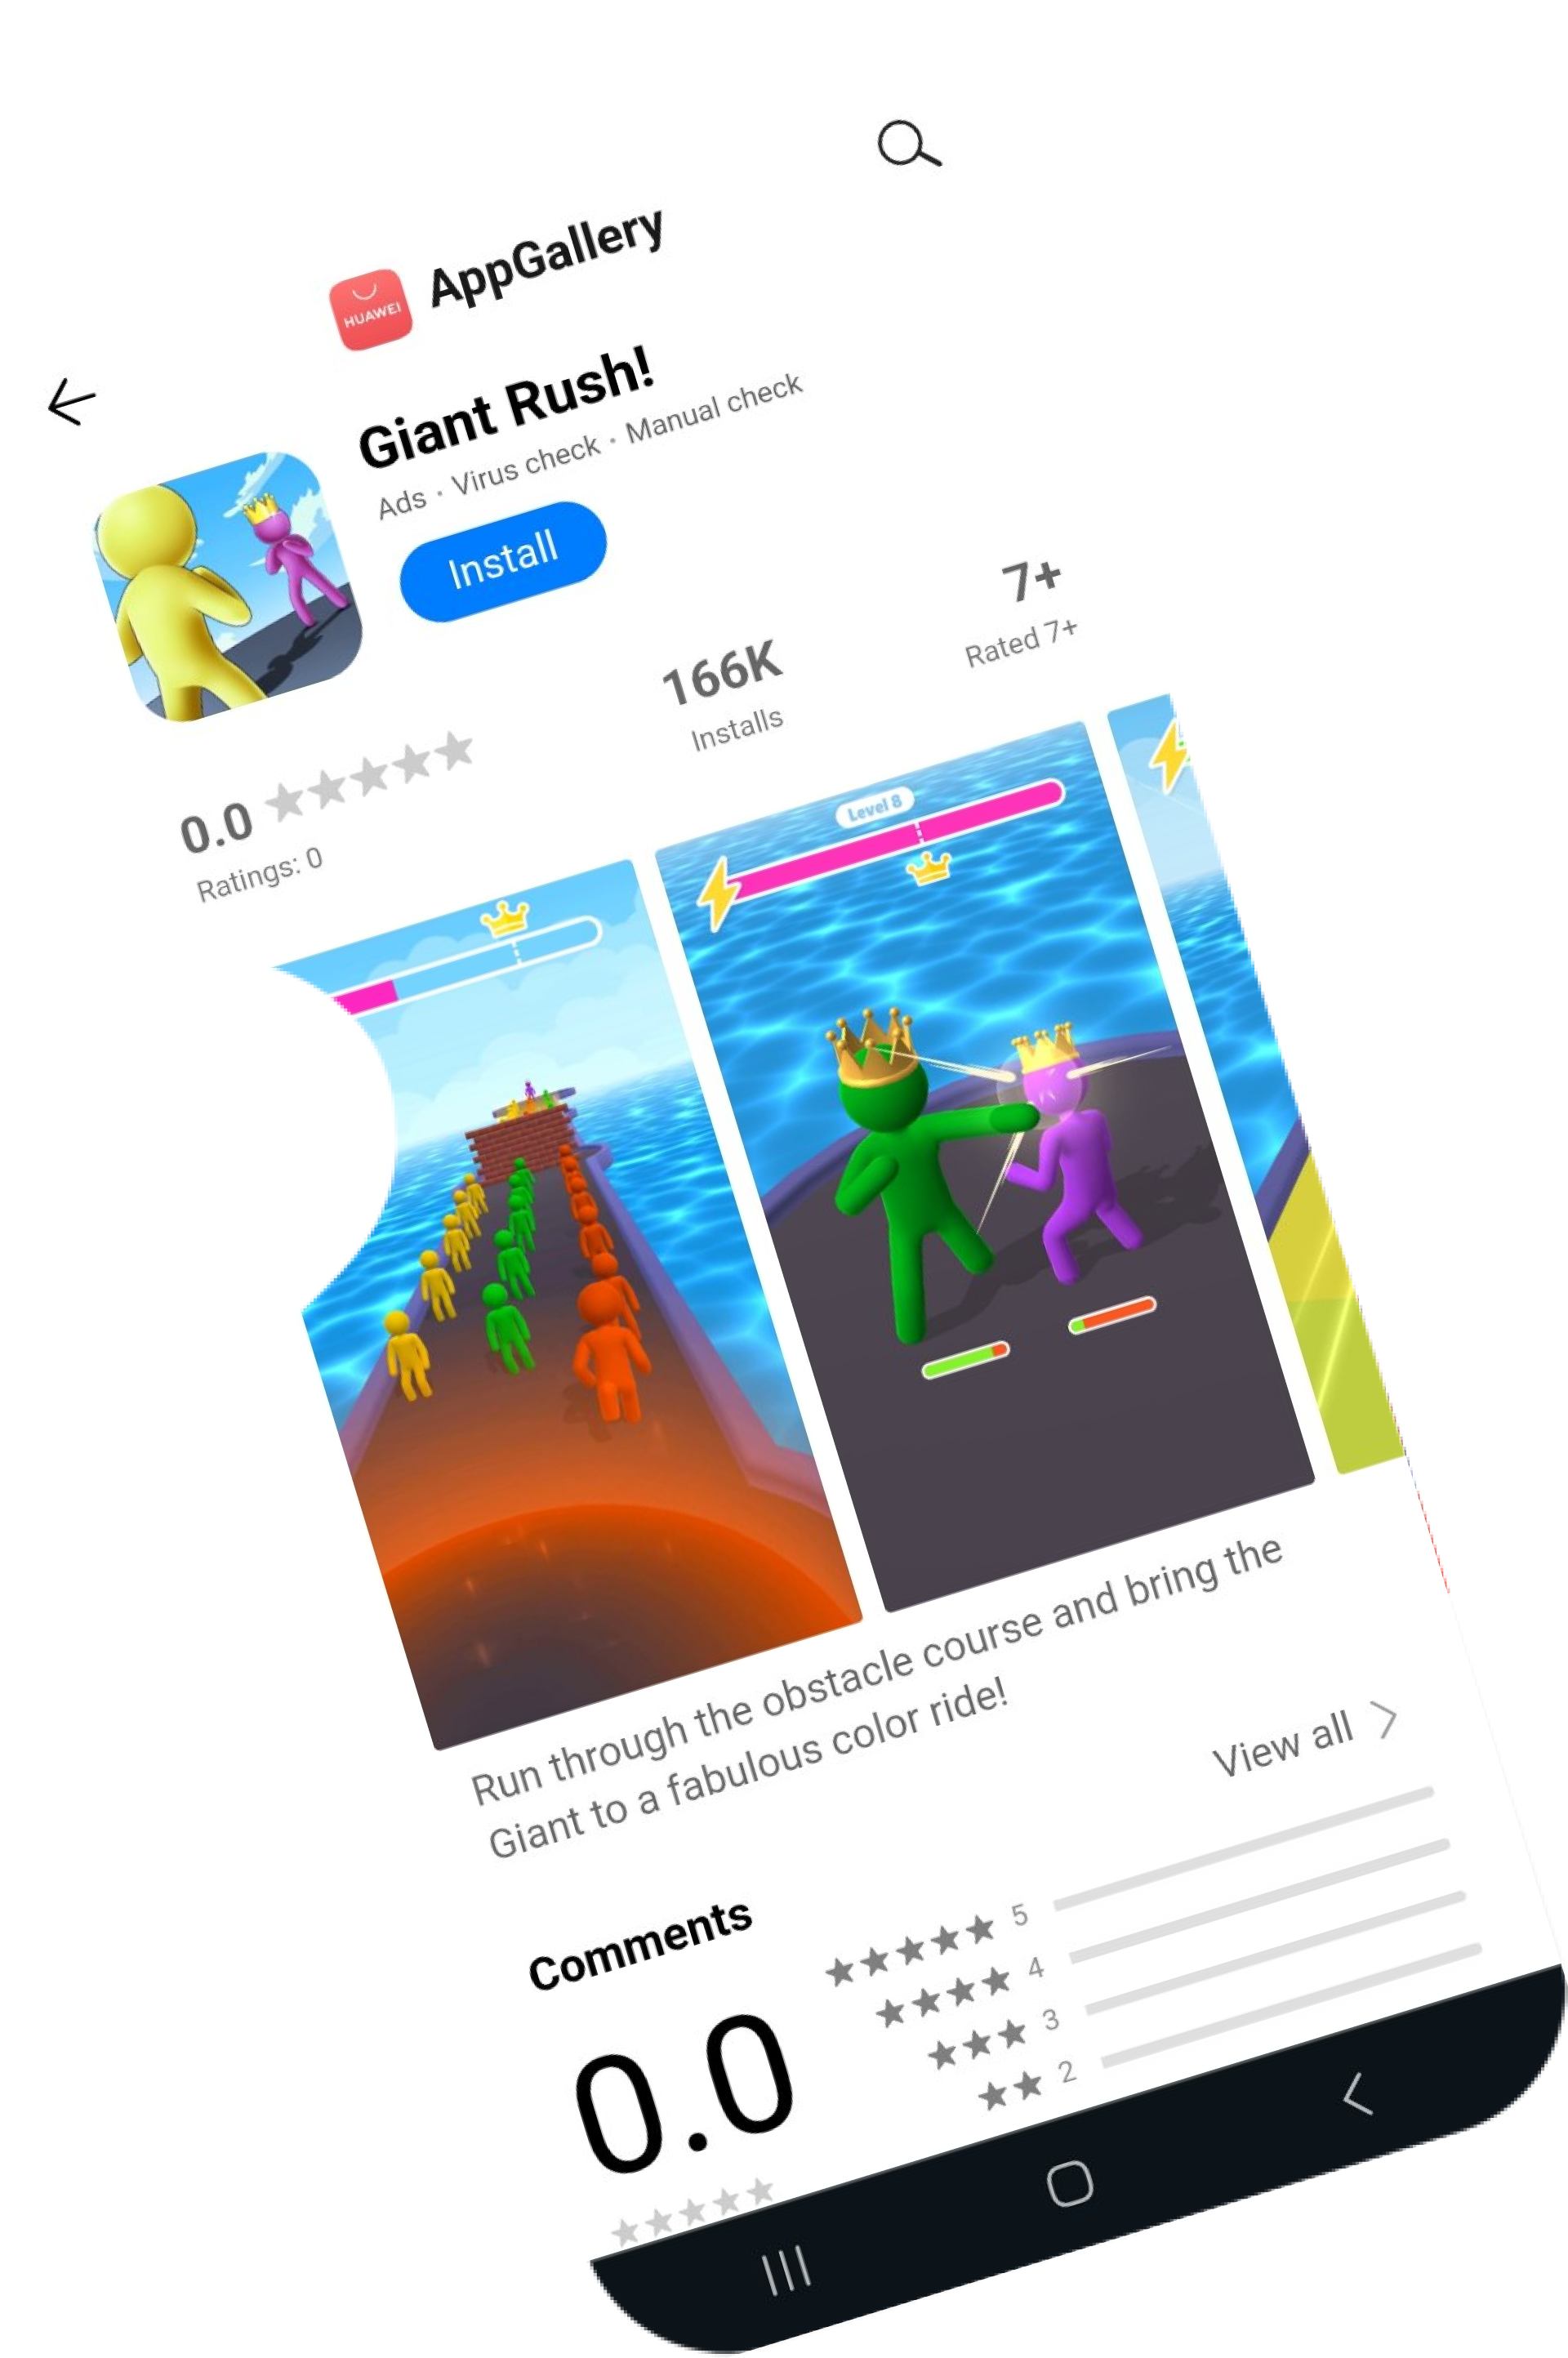 HUAWEI
AppGallery
Giant Rush!
Ads · Virus check · Manual check
Install
0.0
Ratings: 0
166K
Installs
7+
Rated 7+
Level 8
Run through the obstacle course and bring the
Giant to a fabulous color ride!
Comments
View all
0.0
5
4
3
2